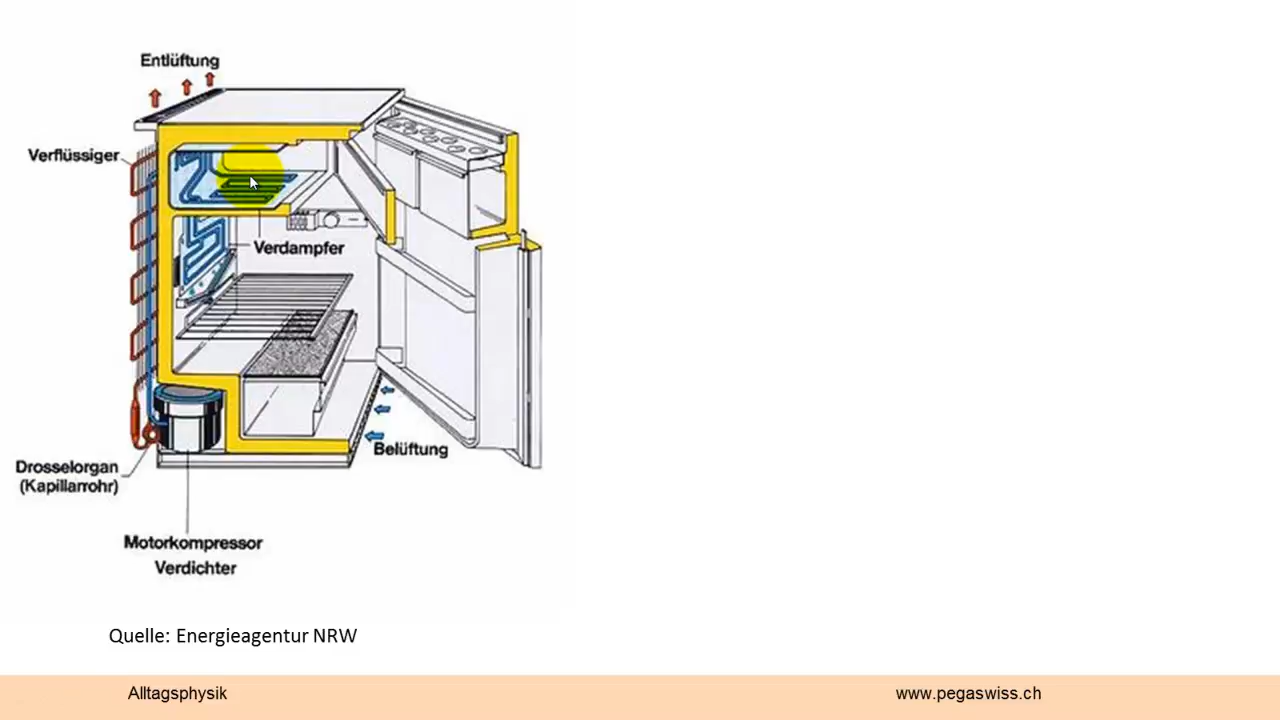 Entlüftung
Verflüssiger
Verdampfer
Belüftung
Drosselorgan
(Kapillarrohr)
Motorkompressor
Verdichter
Quelle: Energieagentur NRW
Alltagsphysik
www.pegaswiss.ch